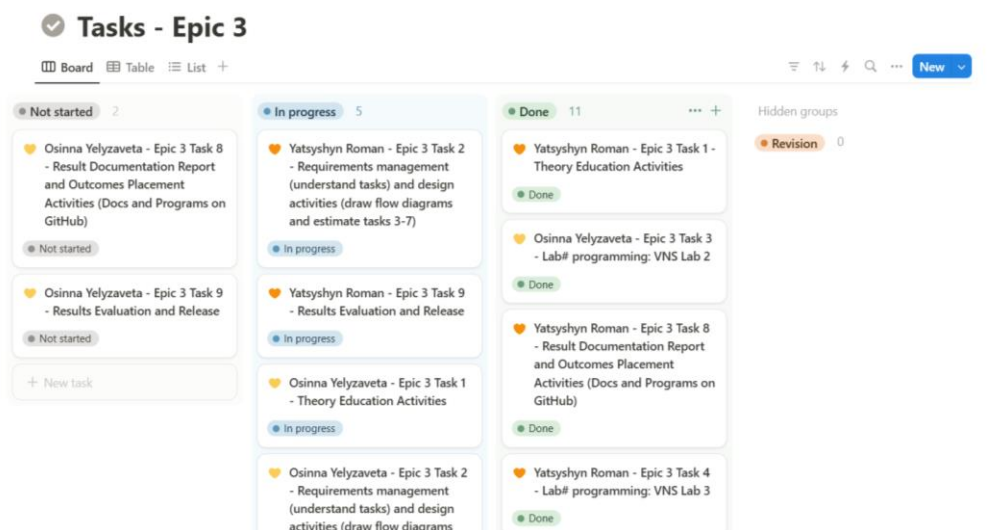 Tasks - Epic 3
Board Table List +
New
Not started 2
Osinna Yelyzaveta - Epic 3 Task 8
- Result Documentation Report
and Outcomes Placement
Activities (Docs and Programs on
GitHub)
Not started
Osinna Yelyzaveta - Epic 3 Task 9
- Results Evaluation and Release
Not started
+ New task
In progress 5
Yatsyshyn Roman - Epic 3 Task 2
- Requirements management
(understand tasks) and design
activities (draw flow diagrams
and estimate tasks 3-7)
In progress
Yatsyshyn Roman - Epic 3 Task 9
- Results Evaluation and Release
In progress
Osinna Yelyzaveta - Epic 3 Task 1
- Theory Education Activities
In progress
Osinna Yelyzaveta - Epic 3 Task 2
- Requirements management
(understand tasks) and design
activities (draw flow diagrams
Done 11 ... +
Yatsyshyn Roman - Epic 3 Task 1 -
Theory Education Activities
Done
Osinna Yelyzaveta - Epic 3 Task 3
- Lab# programming: VNS Lab 2
Done
Yatsyshyn Roman - Epic 3 Task 8
- Result Documentation Report
and Outcomes Placement
Activities (Docs and Programs on
GitHub)
Done
Yatsyshyn Roman - Epic 3 Task 4
- Lab# programming: VNS Lab 3
Done
Hidden groups
Revision 0